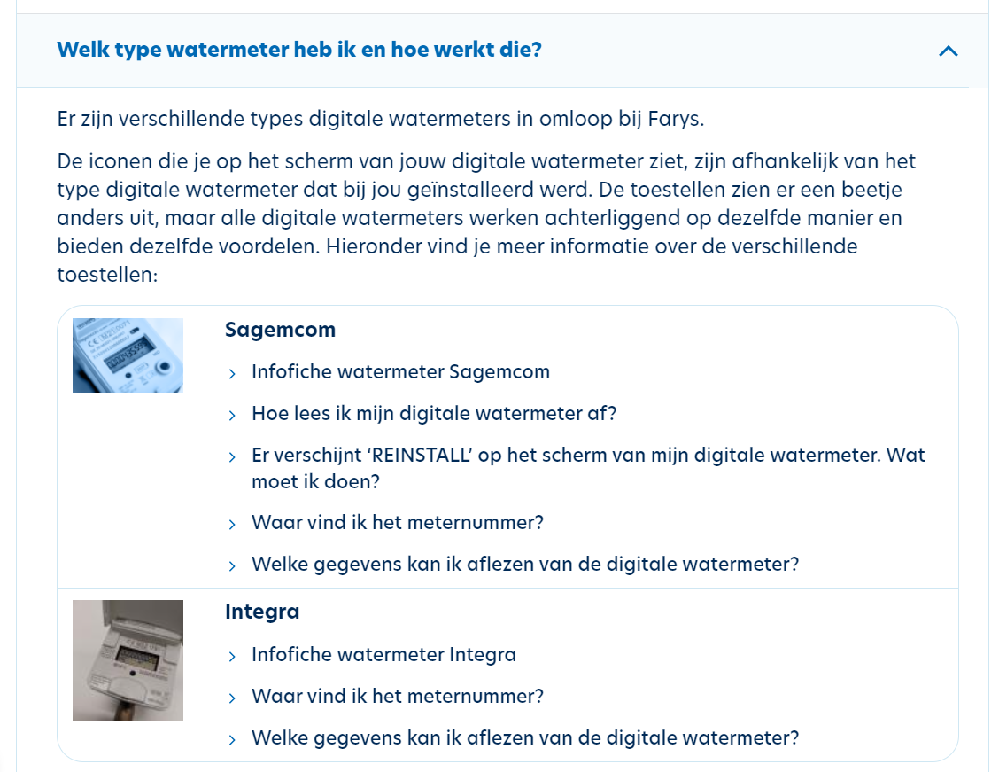 Welk type watermeter heb ik en hoe werkt die?
Er zijn verschillende types digitale watermeters in omloop bij Farys.
De iconen die je op het scherm van jouw digitale watermeter ziet, zijn afhankelijk van het
type digitale watermeter dat bij jou geïnstalleerd werd. De toestellen zien er een beetje
anders uit, maar alle digitale watermeters werken achterliggend op dezelfde manier en
bieden dezelfde voordelen. Hieronder vind je meer informatie over de verschillende
toestellen:
Sagemcom
Infofiche watermeter Sagemcom
Hoe lees ik mijn digitale watermeter af?
Er verschijnt ‘REINSTALL’ op het scherm van mijn digitale watermeter. Wat
moet ik doen?
Waar vind ik het meternummer?
Welke gegevens kan ik aflezen van de digitale watermeter?
Integra
Infofiche watermeter Integra
Waar vind ik het meternummer?
Welke gegevens kan ik aflezen van de digitale watermeter?